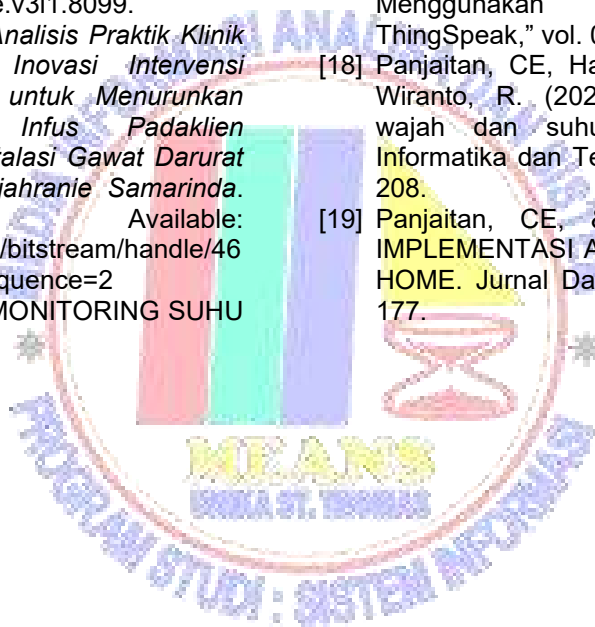 e.v3i1.8099.
Analisis Praktik Klinik
Inovasi Intervensi
untuk Menurunkan
Infus Padaklien
talasi Gawat Darurat
jahranie Samarinda.
Available:
/bitstream/handle/46
quence=2
MONITORING SUHU
Menggunakan
ThingSpeak,” vol. 0
[18] Panjaitan, CE, Ha
Wiranto, R. (202
wajah dan suhu
Informatika dan Te
208.
[19] Panjaitan, CE, &
IMPLEMENTASI A
HOME. Jurnal Da
177.
MEANS
UNIKA ST. THOMAS
PROGRAM STUDI : SISTEM INFORMASI